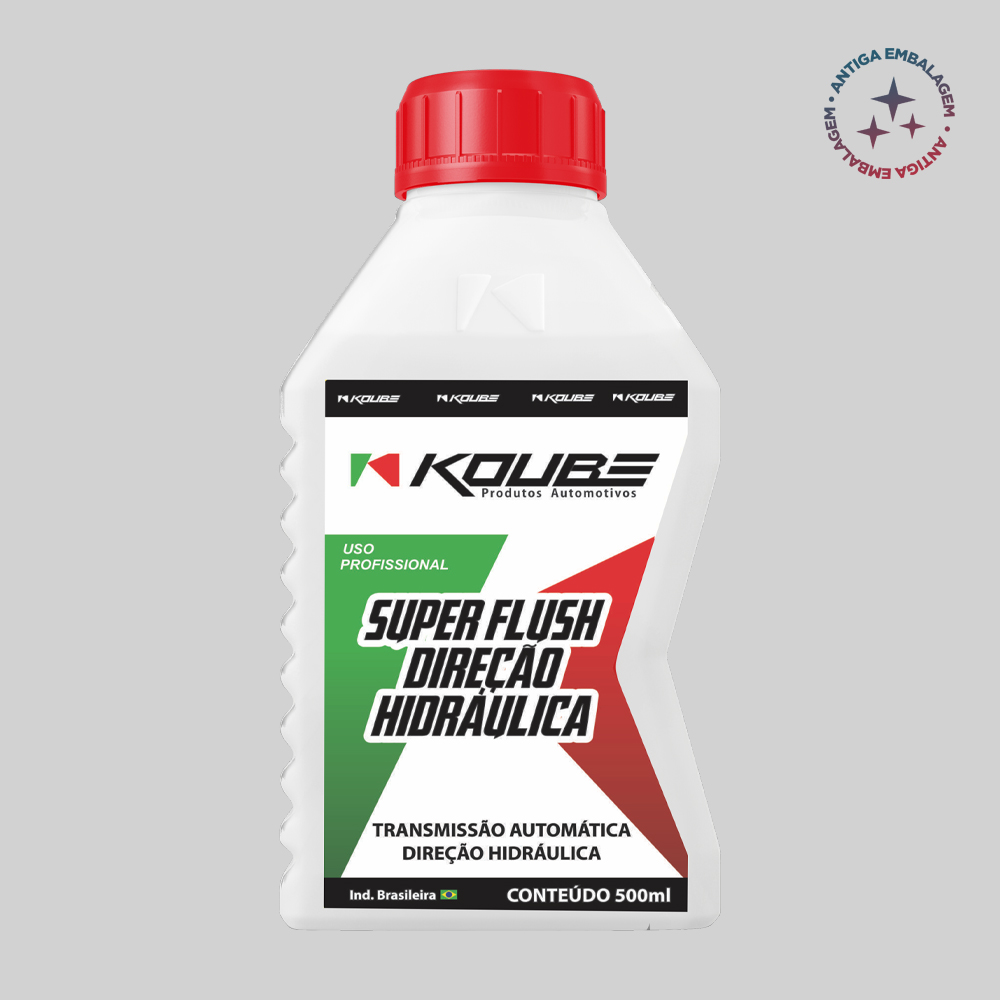 ANTIGA EMBALAGEM • ANTIGA EMBALAGEM •
KOUBE KOUBE KOUBE KOUBE
KOUBE
Produtos Automotivos
USO
PROFISSIONAL
SUPER FLUSH
DIREÇÃO
HIDRÁULICA
TRANSMISSÃO AUTOMÁTICA
DIREÇÃO HIDRÁULICA
Ind. Brasileira CONTEÚDO 500ml